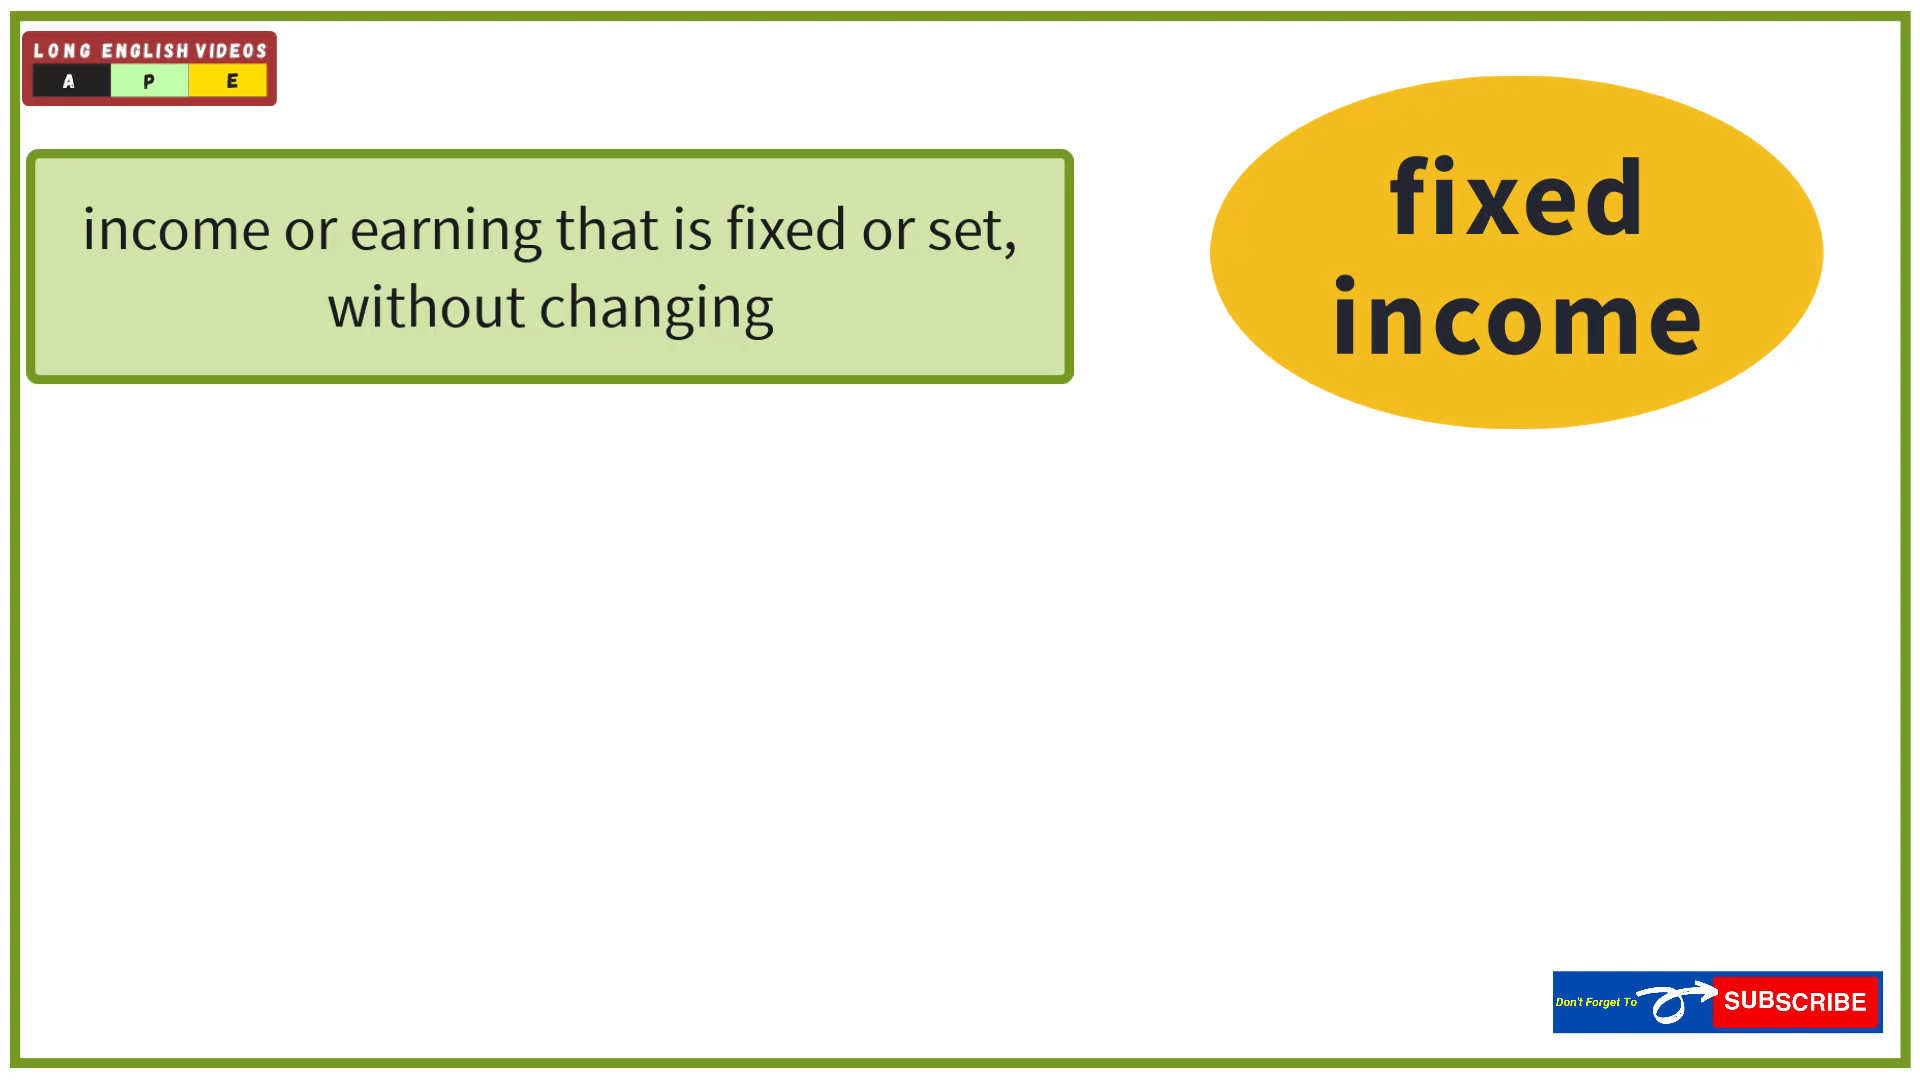 LONG ENGLISH VIDEOS
A P E
income or earning that is fixed or set,
without changing
fixed
income
Don't Forget To
SUBSCRIBE